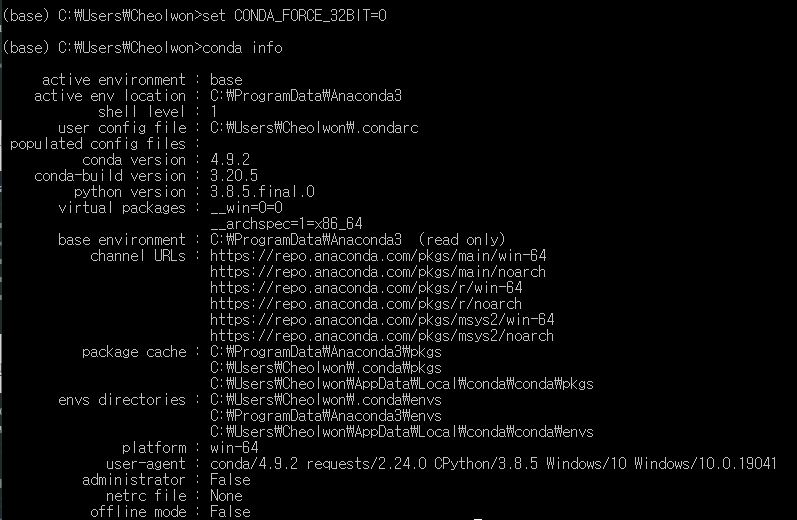 (base) C:₩Users₩Cheolwon>set CONDA_FORCE_32BIT=0
(base) C:₩Users₩Cheolwon>conda info
active environment : base
active env location : C:₩ProgramData₩Anaconda3
shell level : 1
user config file : C:₩Users₩Cheolwon₩.condarc
populated config files :
conda version : 4.9.2
conda-build version : 3.20.5
python version : 3.8.5.final.0
virtual packages : __win=0=0
__archspec=1=x86_64
base environment : C:₩ProgramData₩Anaconda3  (read only)
channel URLs : https://repo.anaconda.com/pkgs/main/win-64
https://repo.anaconda.com/pkgs/main/noarch
https://repo.anaconda.com/pkgs/r/win-64
https://repo.anaconda.com/pkgs/r/noarch
https://repo.anaconda.com/pkgs/msys2/win-64
https://repo.anaconda.com/pkgs/msys2/noarch
package cache : C:₩ProgramData₩Anaconda3₩pkgs
C:₩Users₩Cheolwon₩.conda₩pkgs
C:₩Users₩Cheolwon₩AppData₩Local₩conda₩conda₩pkgs
envs directories : C:₩Users₩Cheolwon₩.conda₩envs
C:₩ProgramData₩Anaconda3₩envs
C:₩Users₩Cheolwon₩AppData₩Local₩conda₩conda₩envs
platform : win-64
user-agent : conda/4.9.2 requests/2.24.0 CPython/3.8.5 Windows/10 Windows/10.0.19041
administrator : False
netrc file : None
offline mode : False